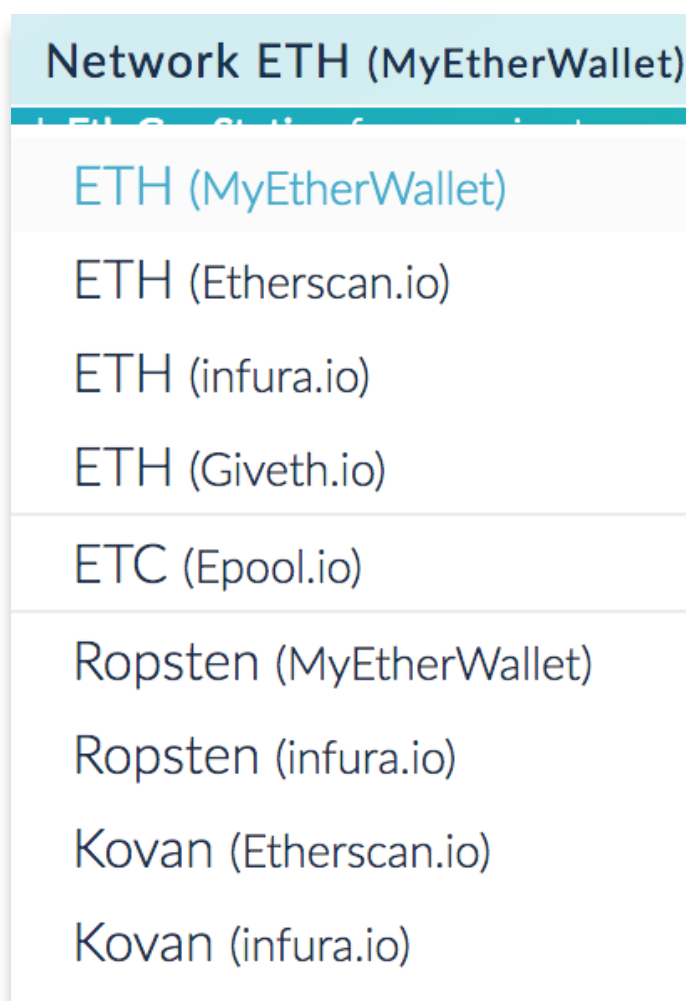 Network ETH (MyEtherWallet)
ETH (MyEtherWallet)
ETH (Etherscan.io)
ETH (infura.io)
ETH (Giveth.io)
ETC (Epool.io)
Ropsten (MyEtherWallet)
Ropsten (infura.io)
Kovan (Etherscan.io)
Kovan (infura.io)